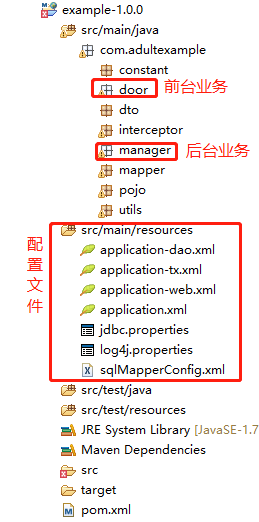 example-1.0.0
src/main/java
com.adultexample
constant
door 前台业务
dto
interceptor
manager 后台业务
mapper
pojo
utils
src/main/resources
application-dao.xml
application-tx.xml
application-web.xml
application.xml
jdbc.properties
log4j.properties
sqlMapperConfig.xml
配置文件
src/test/java
src/test/resources
JRE System Library [JavaSE-1.7
Maven Dependencies
src
target
pom.xml